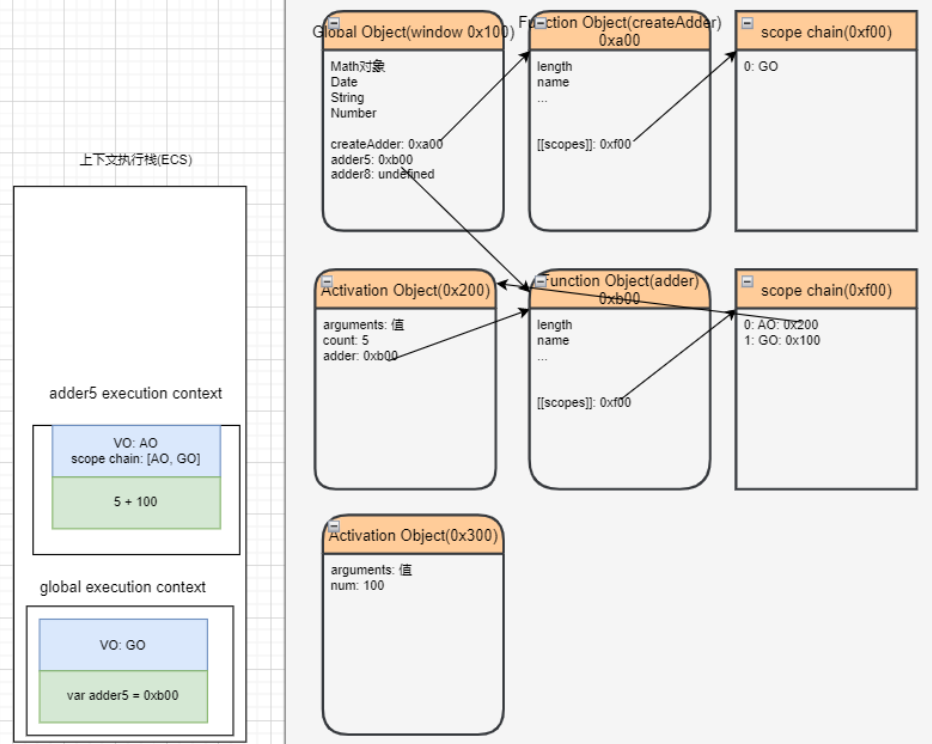 上下文执行栈(ECS)
adder5 execution context
VO: AO
scope chain: [AO, GO]
5 + 100
global execution context
VO: GO
var adder5 = 0xb00
Global Object(window 0x100)
Math对象
Date
String
Number
createAdder: 0xa00
adder5: 0xb00
adder8: undefined
Function Object(createAdder)
0xa00
length
name
...
[[scopes]]: 0xf00
scope chain(0xf00)
0: GO
Activation Object(0x200)
arguments: 值
count: 5
adder: 0xb00
Function Object(adder)
0xb00
length
name
...
[[scopes]]: 0xf00
scope chain(0xf00)
0: AO: 0x200
1: GO: 0x100
Activation Object(0x300)
arguments: 值
num: 100